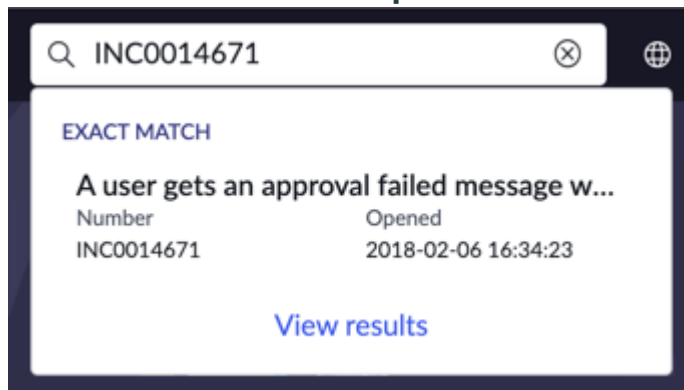 INC0014671
EXACT MATCH
A user gets an approval failed message w...
Number Opened
INC0014671 2018-02-06 16:34:23
View results